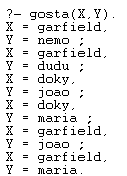 ?- gosta(X,Y).
X = garfield,
Y = nemo ;
X = garfield,
Y = dudu ;
X = doky,
Y = joao ;
X = doky,
Y = maria ;
X = garfield,
Y = joao ;
X = garfield,
Y = maria.